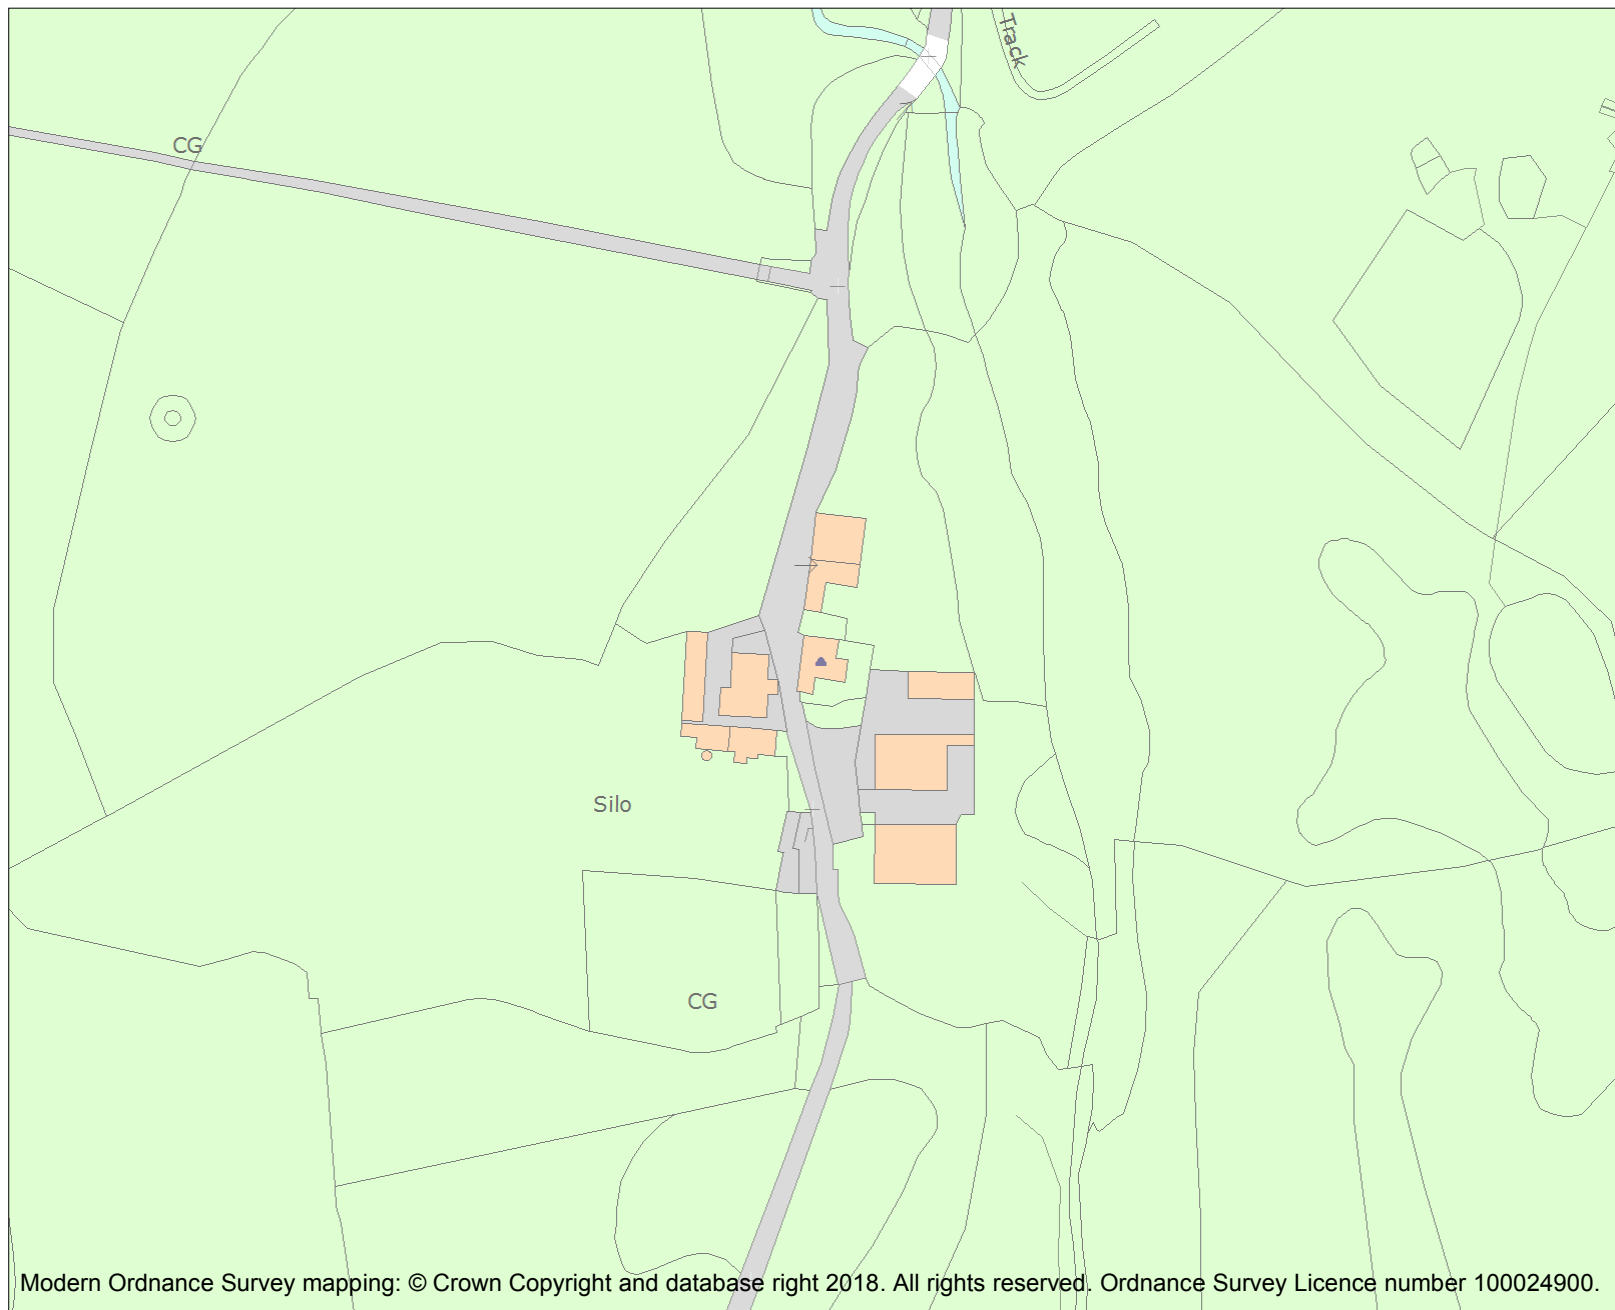 Track
CG
Silo
CG
Modern Ordnance Survey mapping: © Crown Copyright and database right 2018. All rights reserved. Ordnance Survey Licence number 100024900.